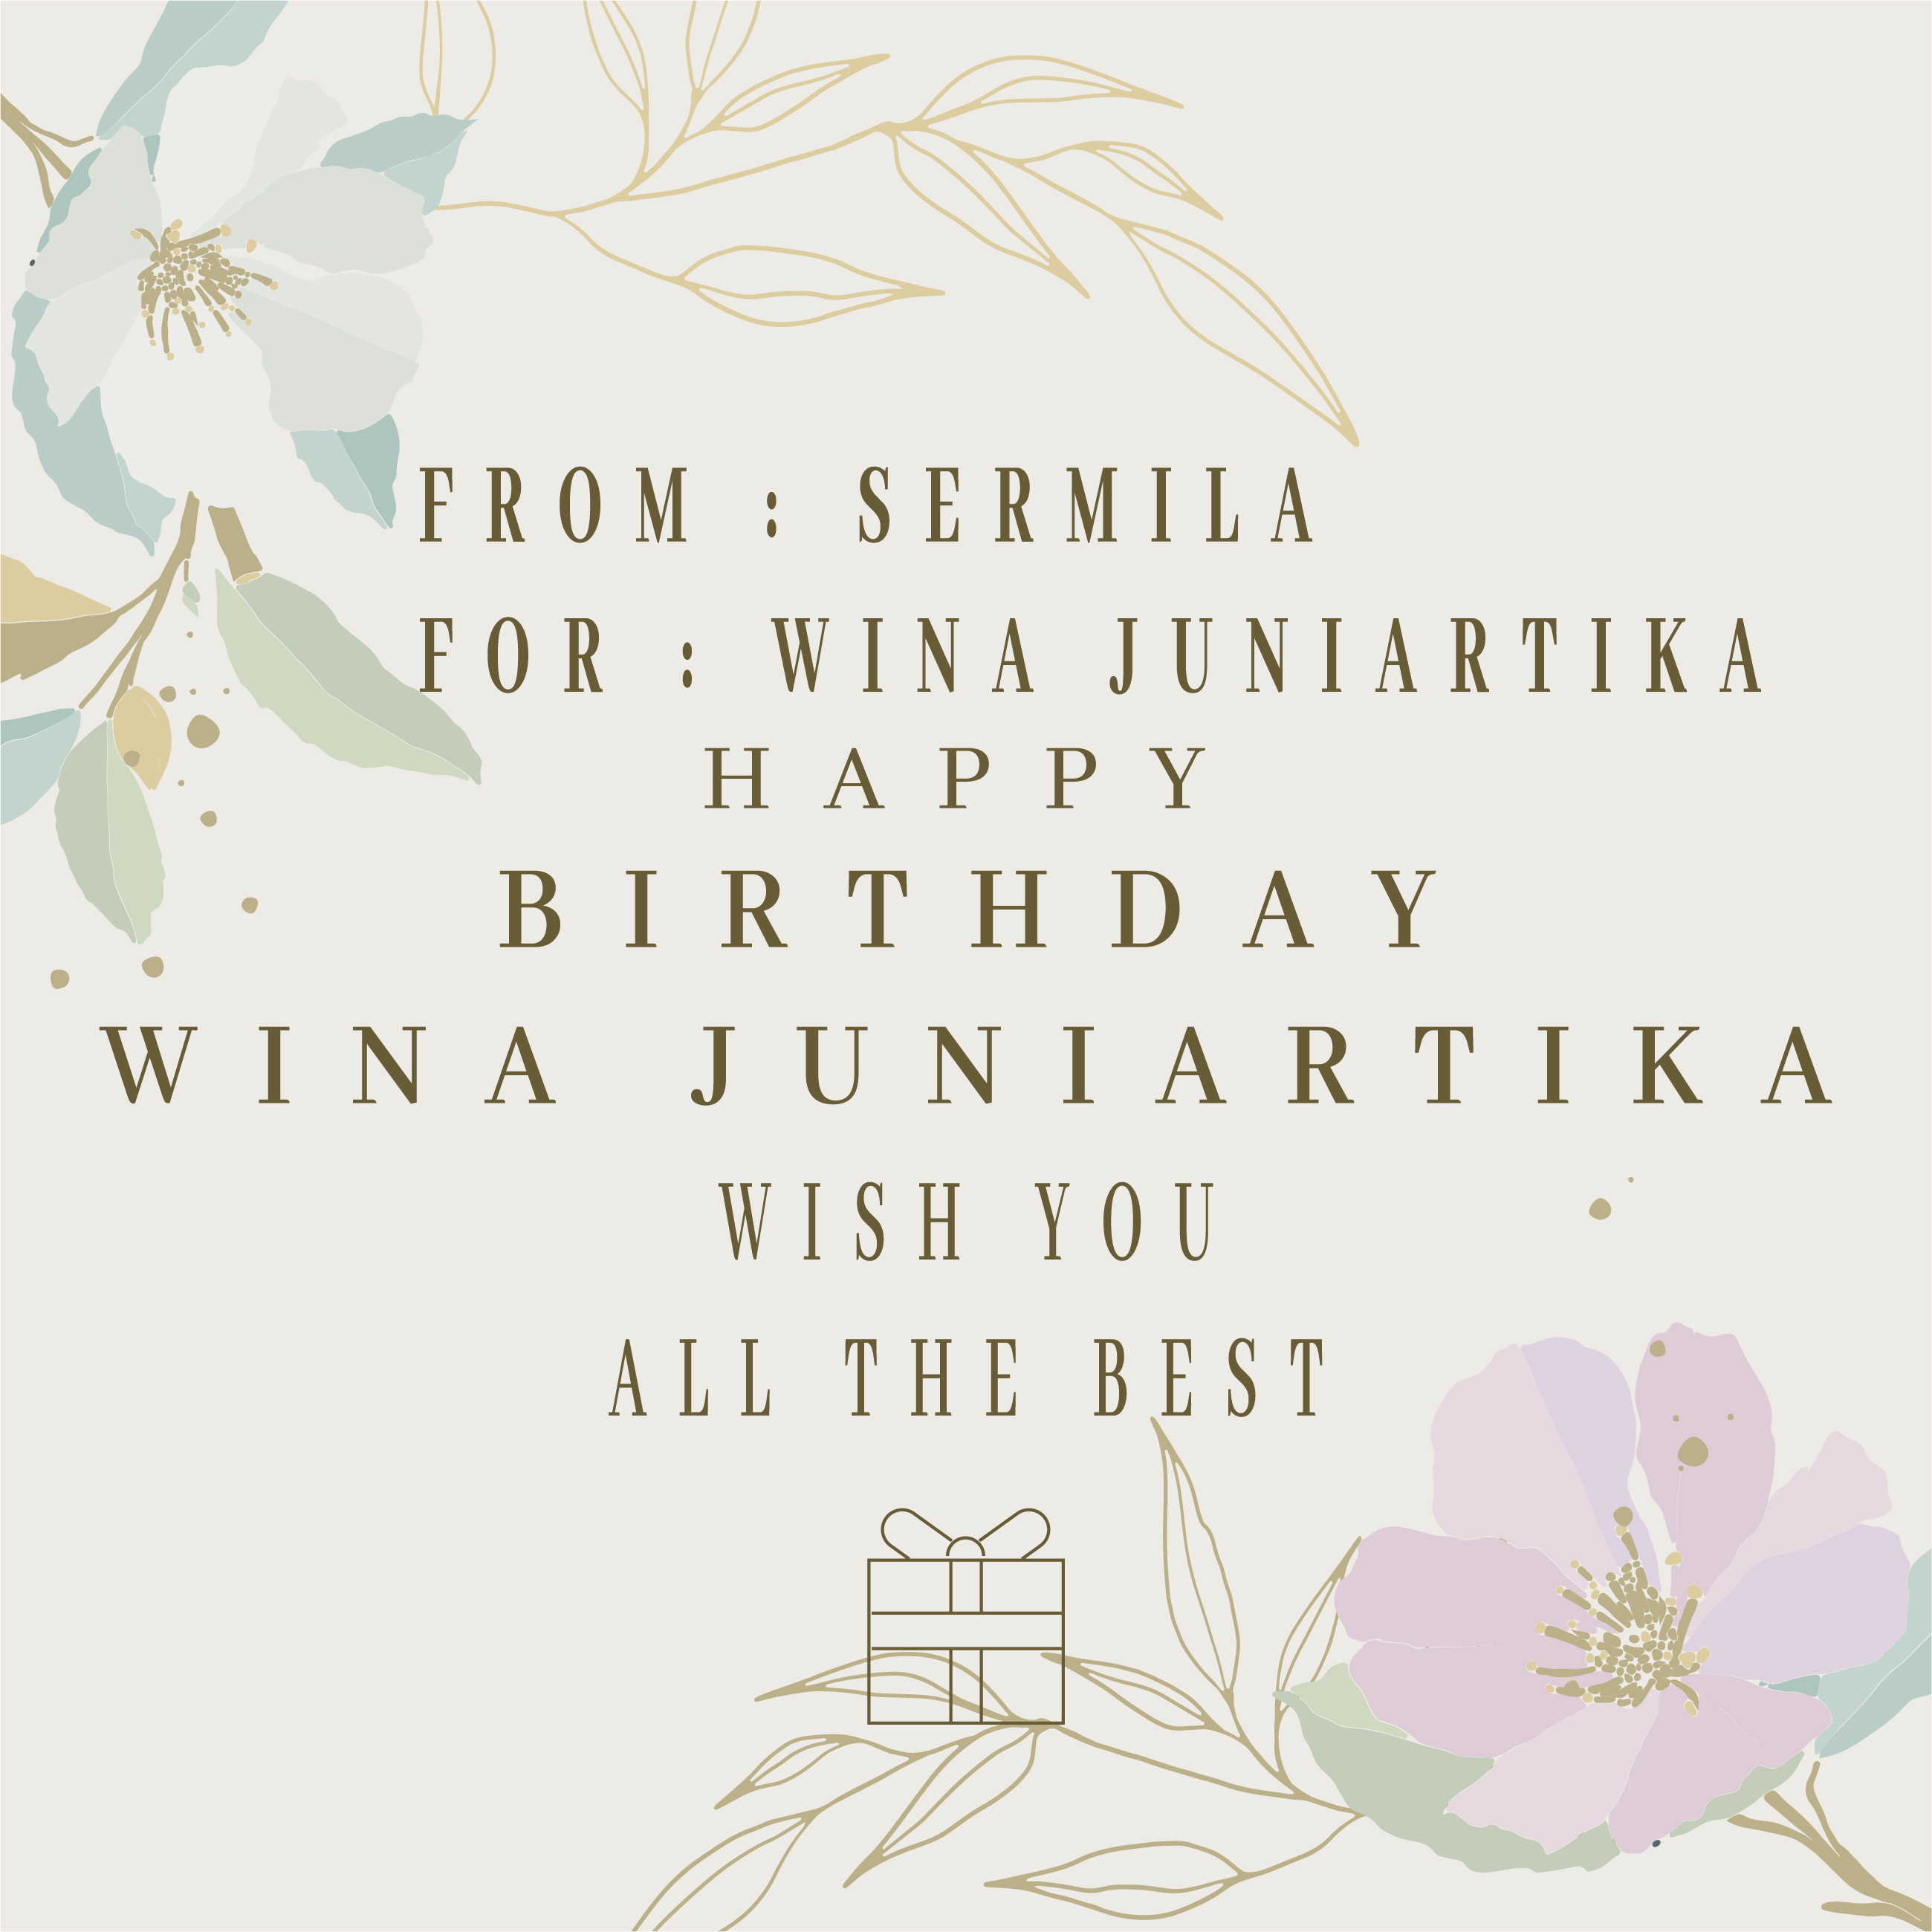 FROM : SERMILA
FOR : WINA JUNIARTIKA
HAPPY
BIRTHDAY
WINA JUNIARTIKA
WISH YOU
ALL THE BEST